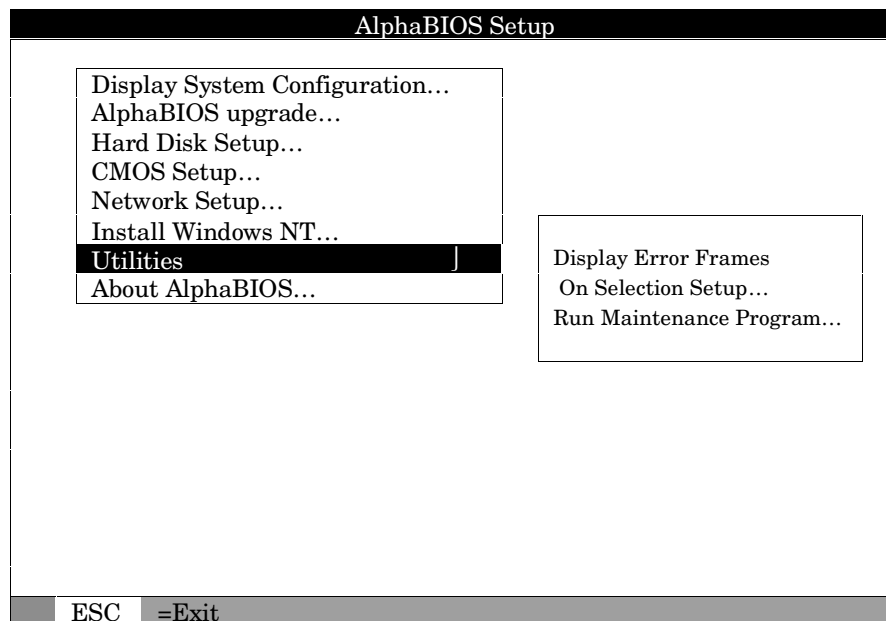 AlphaBIOS Setup
Display System Configuration…
AlphaBIOS upgrade…
Hard Disk Setup…
CMOS Setup…
Network Setup…
Install Windows NT…
Utilities ⌡
About AlphaBIOS…
Display Error Frames
On Selection Setup…
Run Maintenance Program…
ESC =Exit